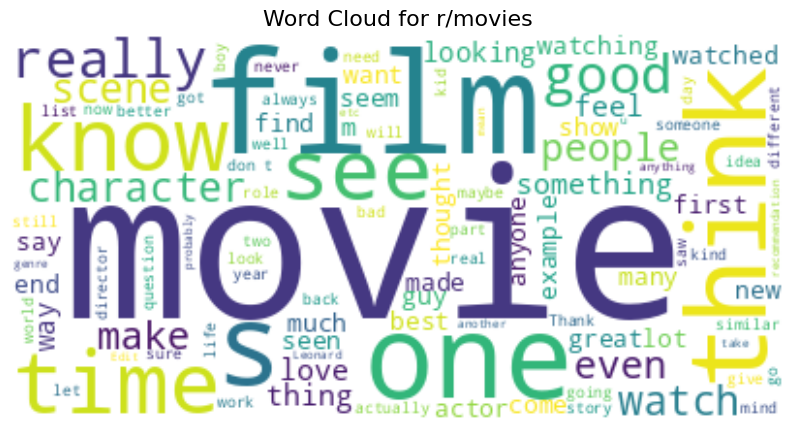 Word Cloud for r/movies
really
boy
never
need
kid
looking
watching
watched
scene
film
want
good
think
day
different
list
now
better
got
always
etc
seem
feel
someone
know
find
m
will
mean
show
c
well
people
anything
idea
don t
see
character
role
thought
maybe
something
first
recommendation
still
movie
bad
anyone
example
saw
kind
say
probably
two
part
real
many
genre
director
question
look
year
made
new
end
way
world
back
guy
similar
make
s
much
best
another
Thank
great
lot
take
Edit
sure
life
seen
Leonard
one
even
give
go
time
love
thing
let
work
actually
actor
come
going
story
watch
mind